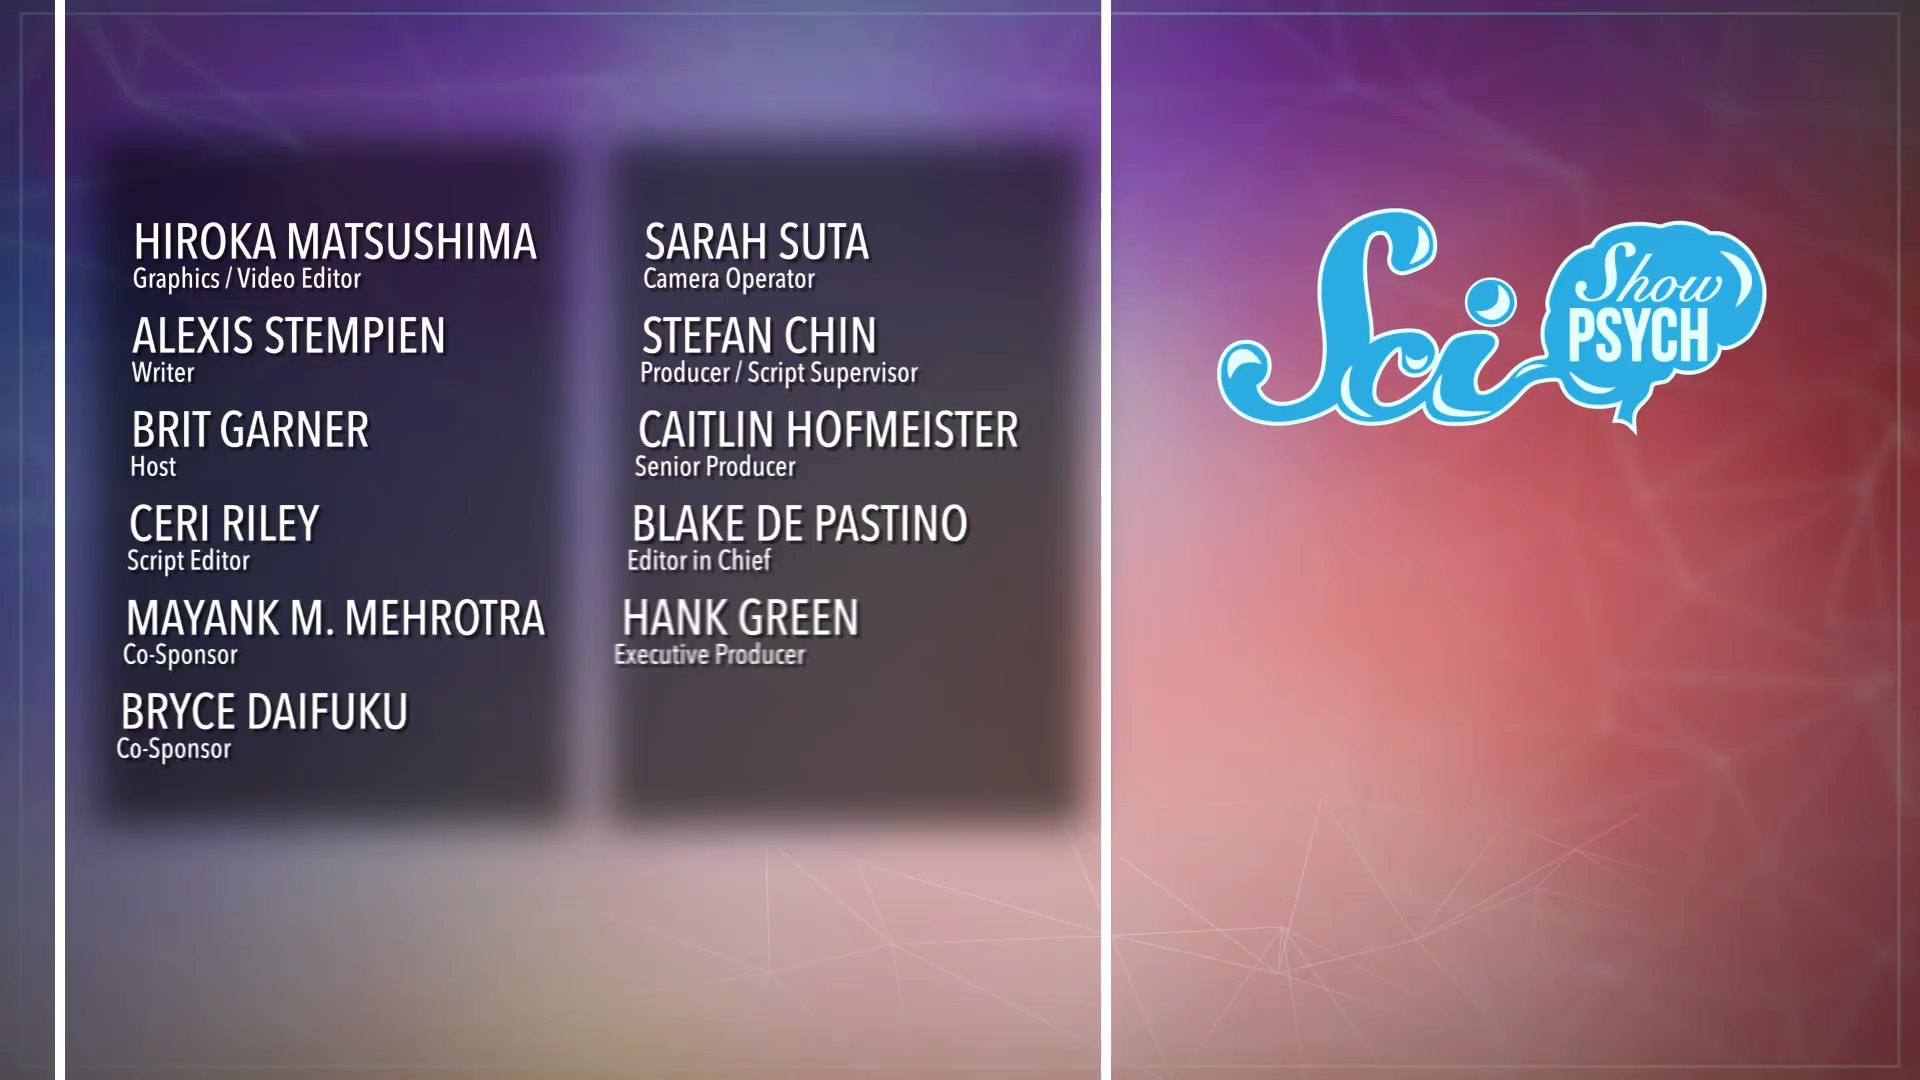 HIROKA MATSUSHIMA
Graphics / Video Editor
ALEXIS STEMPIEN
Writer
BRIT GARNER
Host
CERI RILEY
Script Editor
MAYANK M. MEHROTRA
Co-Sponsor
BRYCE DAIFUKU
Co-Sponsor
SARAH SUTA
Camera Operator
STEFAN CHIN
Producer / Script Supervisor
CAITLIN HOFMEISTER
Senior Producer
BLAKE DE PASTINO
Editor in Chief
HANK GREEN
Executive Producer
Sci
Show
PSYCH